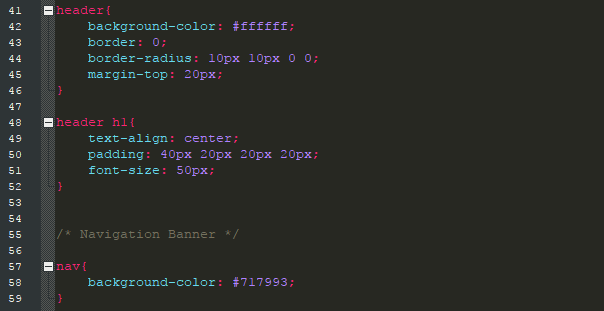 41 header{
42 background-color: #ffffff;
43 border: 0;
44 border-radius: 10px 10px 0 0;
45 margin-top: 20px;
46 }
47
48 header h1{
49 text-align: center;
50 padding: 40px 20px 20px 20px;
51 font-size: 50px;
52 }
53
54
55 /* Navigation Banner */
56
57 nav{
58 background-color: #717993;
59 }